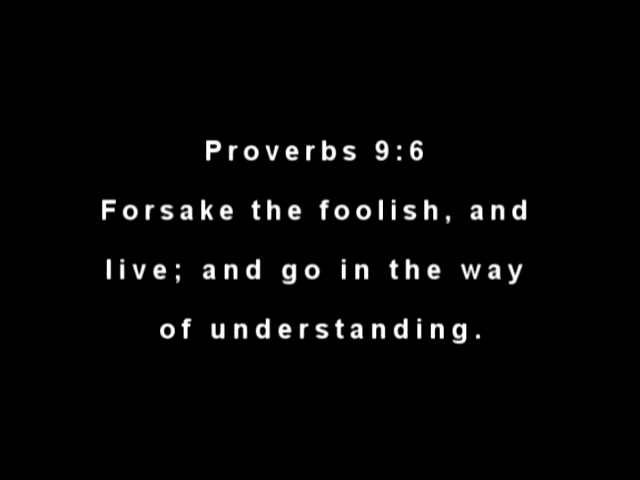 Proverbs 9:6
Forsake the foolish, and
live; and go in the way
of understanding.